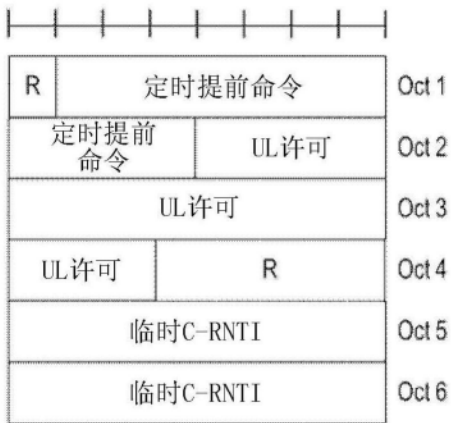 R 定时提前命令 Oct 1
定时提前
命令 UL许可 Oct 2
UL许可 Oct 3
UL许可 R Oct 4
临时C-RNTI Oct 5
临时C-RNTI Oct 6